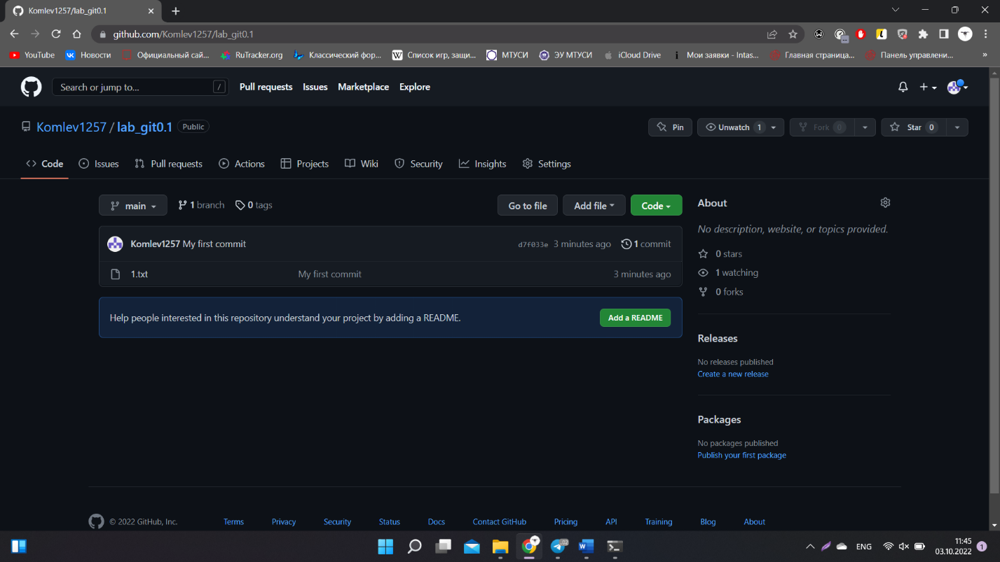 Komlev1257/lab_git0.1
github.com/Komlev1257/lab_git0.1
YouTube Новости Официальный сай... RuTracker.org Классический фор... Список игр, защи... МТУСИ ЭУ МТУСИ iCloud Drive Мои заявки - Intas... Главная страница... Панель управлени... »
Search or jump to... / Pull requests Issues Marketplace Explore
Komlev1257 / lab_git0.1 Public Pin Unwatch 1 Fork 0 Star 0
Code Issues Pull requests Actions Projects Wiki Security Insights Settings
main 1 branch 0 tags Go to file Add file Code
Komlev1257 My first commit d7f033e 3 minutes ago 1 commit
1.txt My first commit 3 minutes ago
Help people interested in this repository understand your project by adding a README. Add a README
About
No description, website, or topics provided.
0 stars
1 watching
0 forks
Releases
No releases published
Create a new release
Packages
No packages published
Publish your first package
© 2022 GitHub, Inc. Terms Privacy Security Status Docs Contact GitHub Pricing API Training Blog About
.02
ENG 11:45
03.10.2022 1